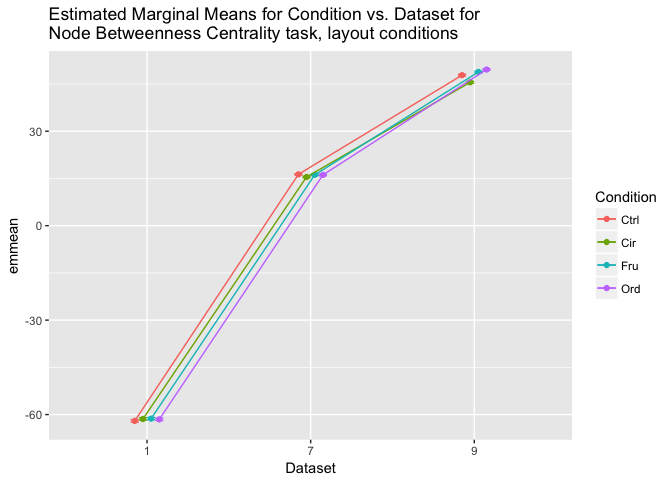 Estimated Marginal Means for Condition vs. Dataset for
Node Betweenness Centrality task, layout conditions
30
0
-30
-60
emmean
1
7
9
Dataset
Condition
Ctrl
Cir
Fru
Ord